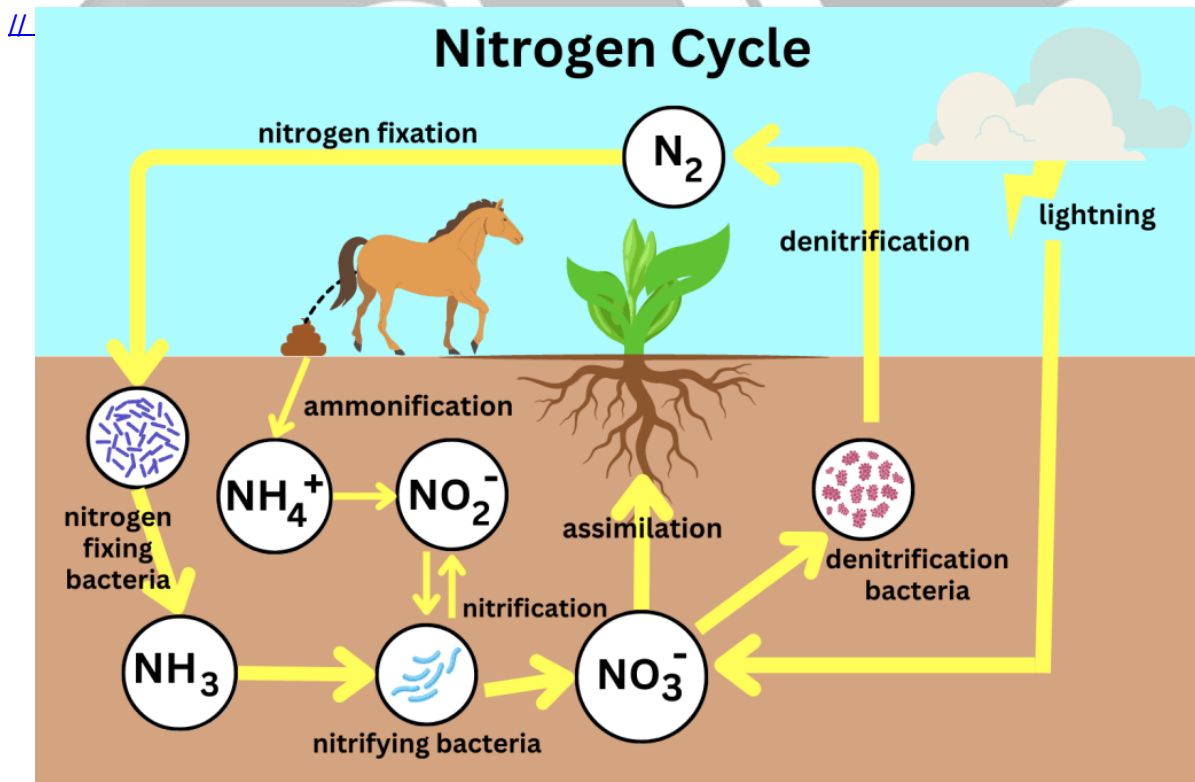 //
Nitrogen Cycle
nitrogen fixation
N₂
lightning
denitrification
ammonification
NH₄⁺
NO₂⁻
nitrogen
fixing
bacteria
assimilation
denitrification
bacteria
nitrification
NH₃
NO₃⁻
nitrifying bacteria